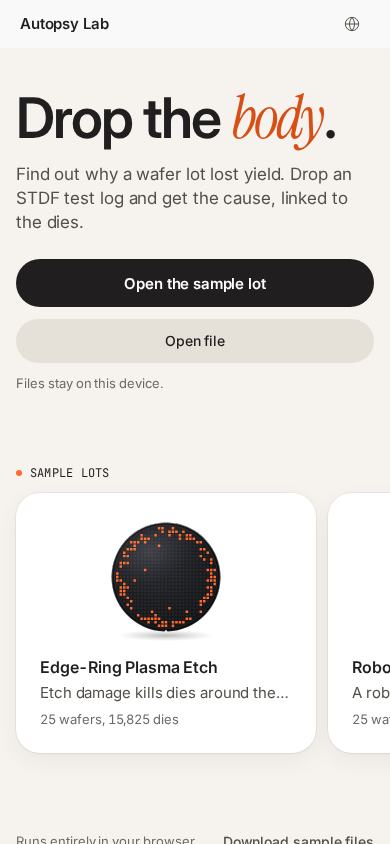 Autopsy Lab
Drop the body.
Find out why a wafer lot lost yield. Drop an
STDF test log and get the cause, linked to
the dies.
Open the sample lot
Open file
Files stay on this device.
SAMPLE LOTS
Edge-Ring Plasma Etch
Etch damage kills dies around the...
25 wafers, 15,825 dies
Robo
A rob
25 wa
Runs entirely in your browser
Download sample files